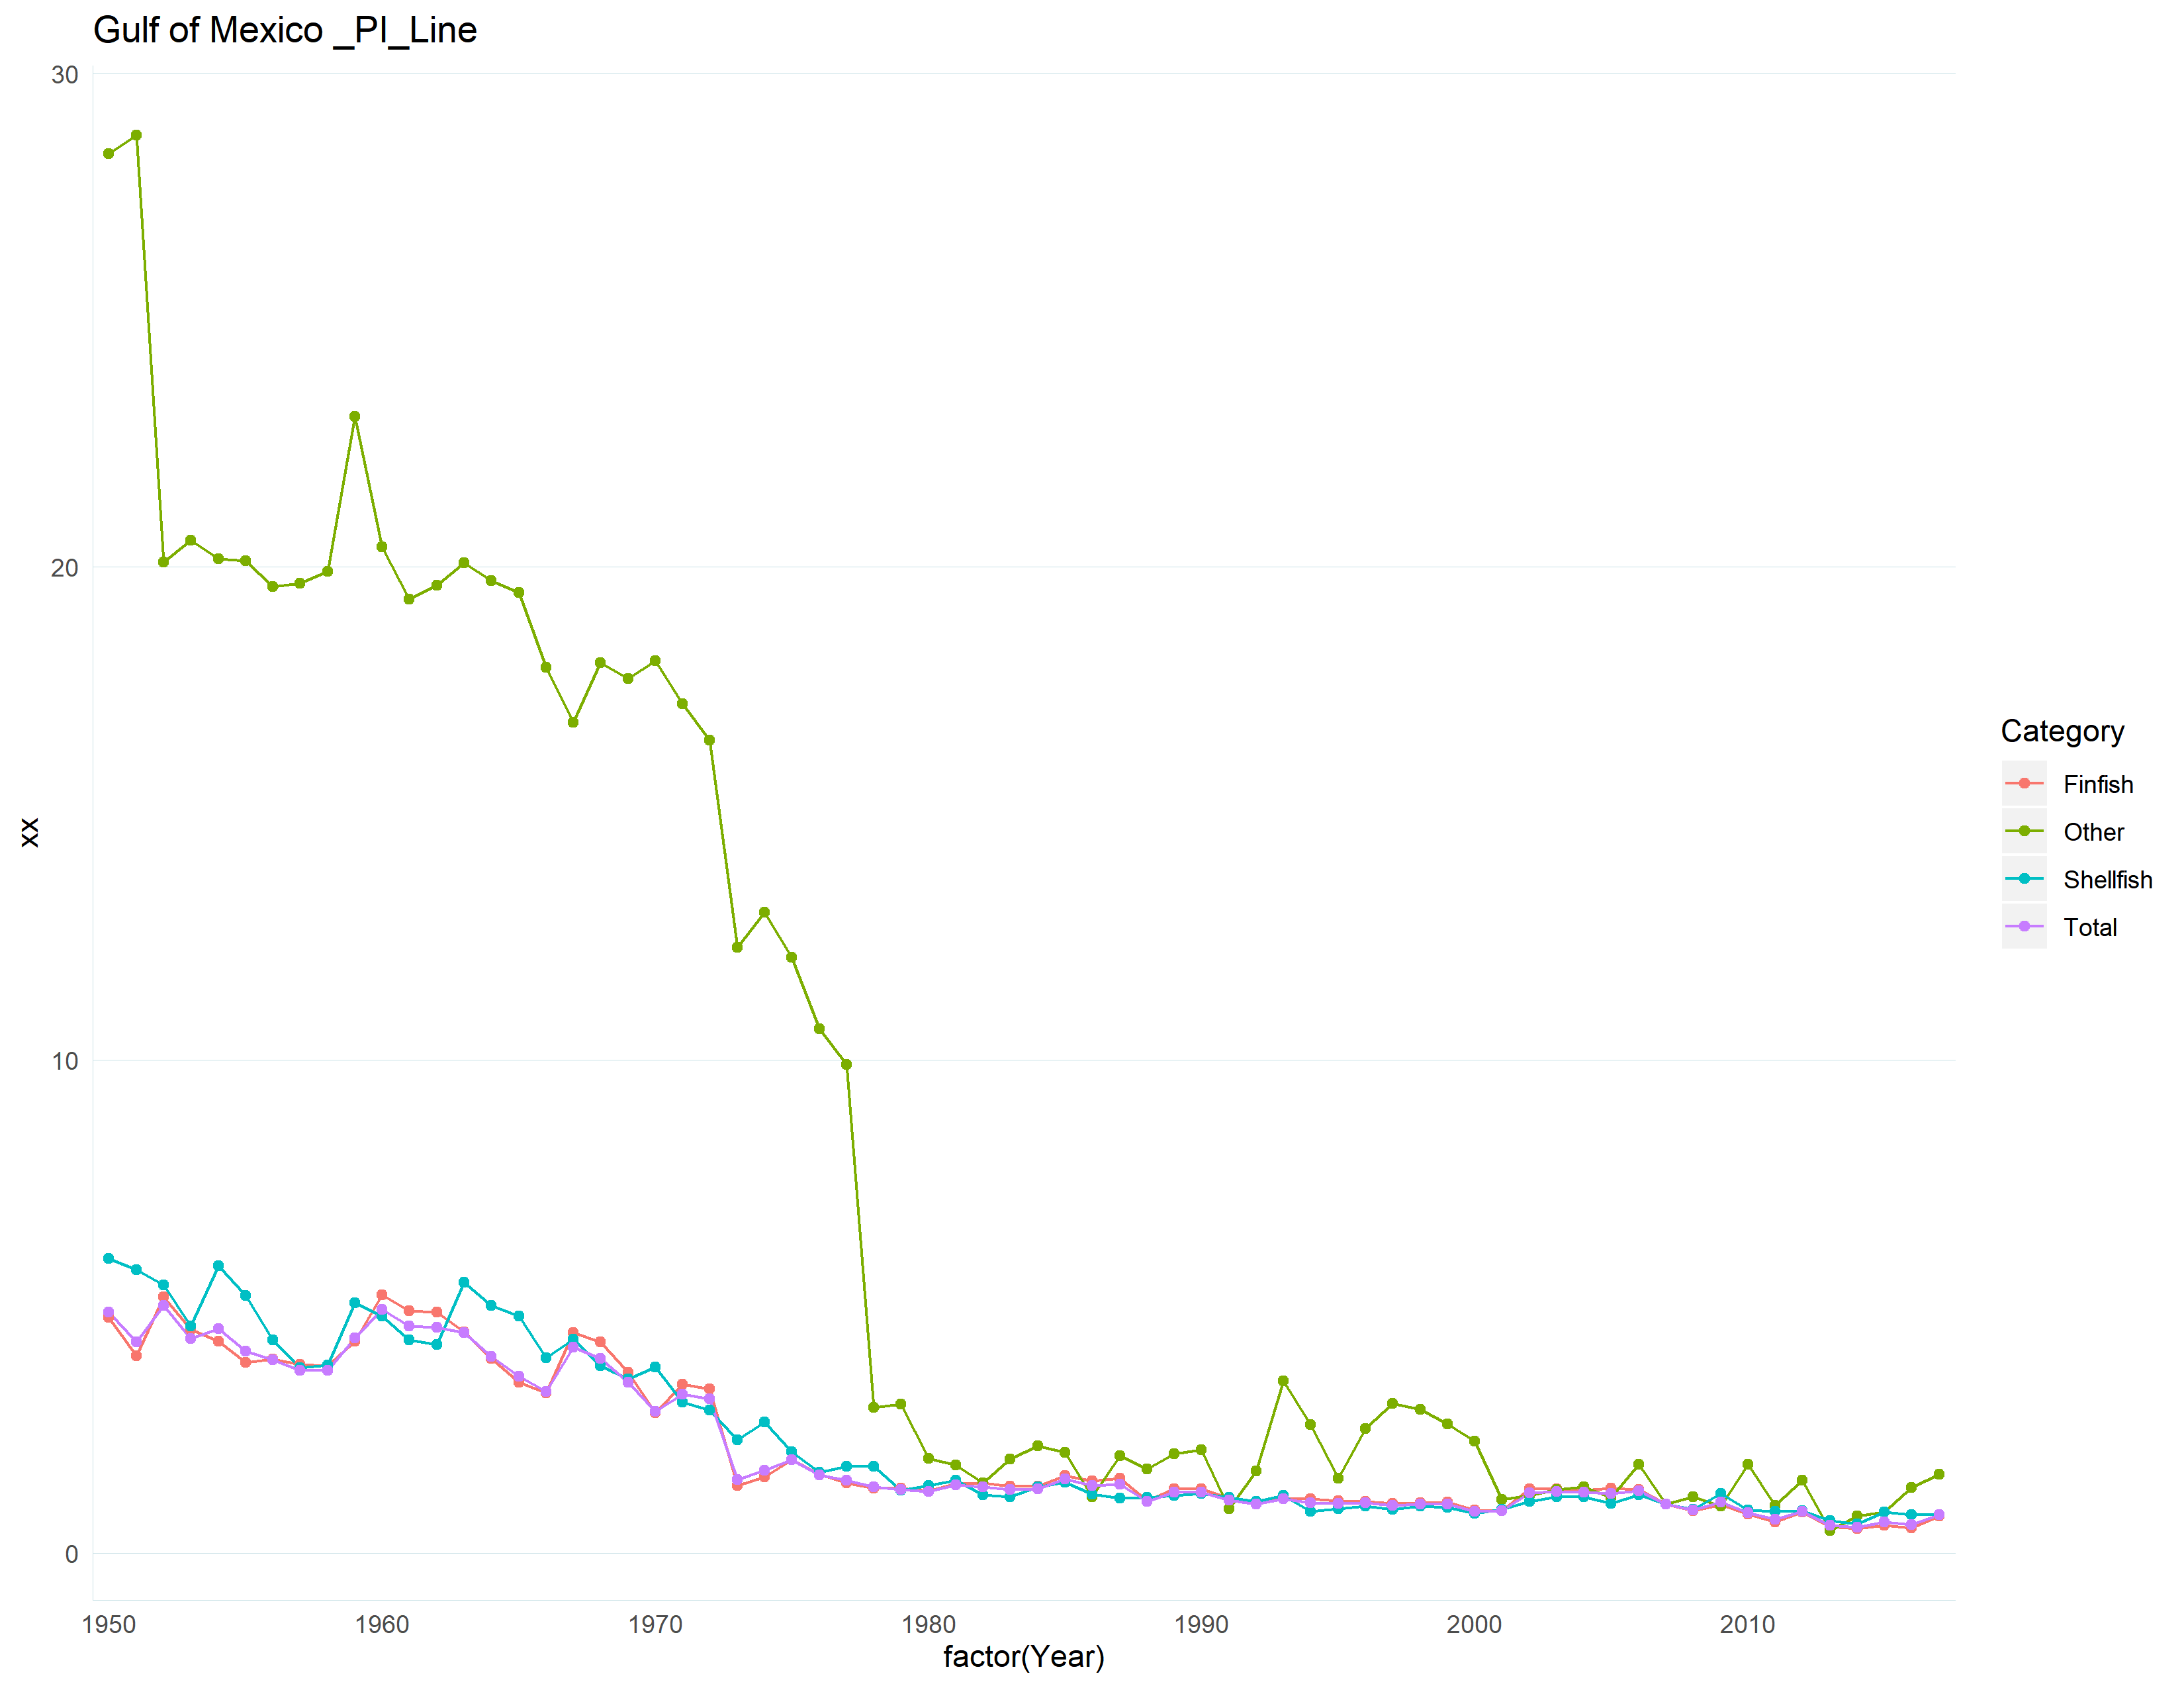 Gulf of Mexico _PI_Line
30
20
10
0
xx
1950 1960 1970 1980 1990 2000 2010
factor(Year)
Category
Finfish
Other
Shellfish
Total